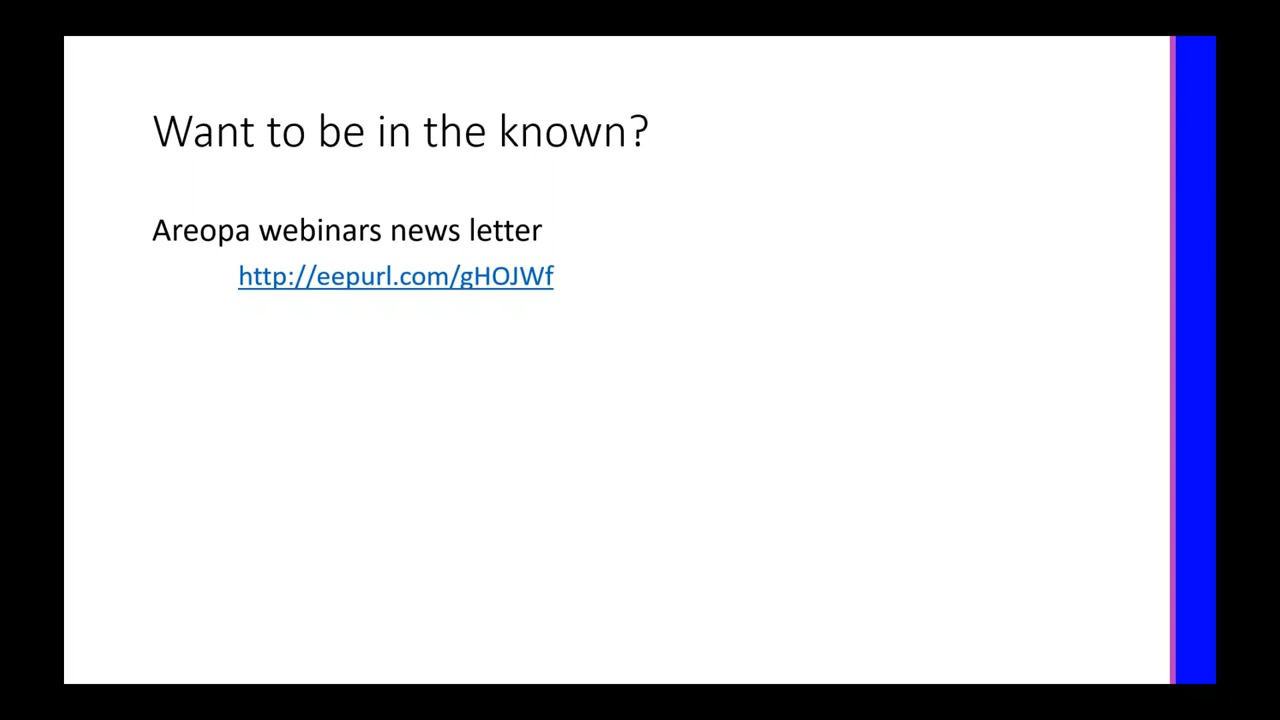 Want to be in the known?
Areopa webinars news letter
http://eepurl.com/gHOJWf